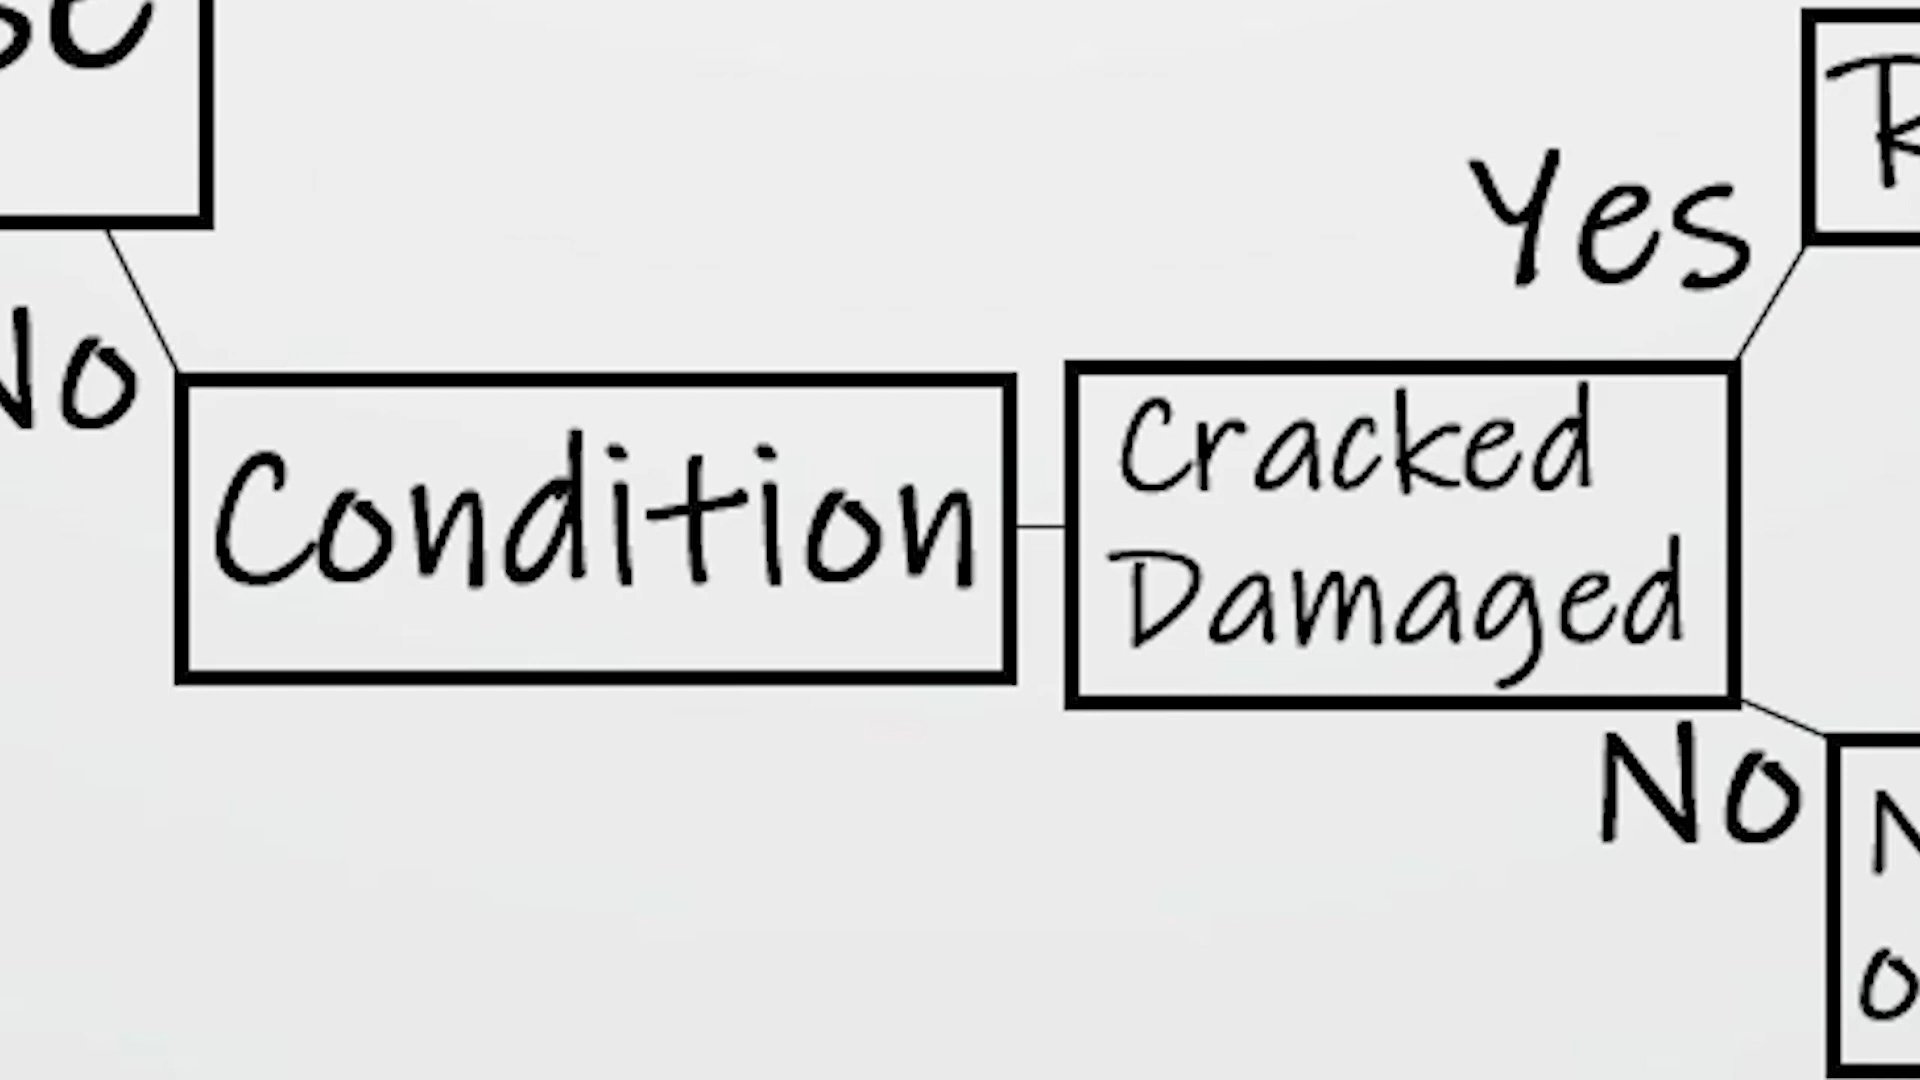 No
Condition
Cracked
Damaged
Yes
No